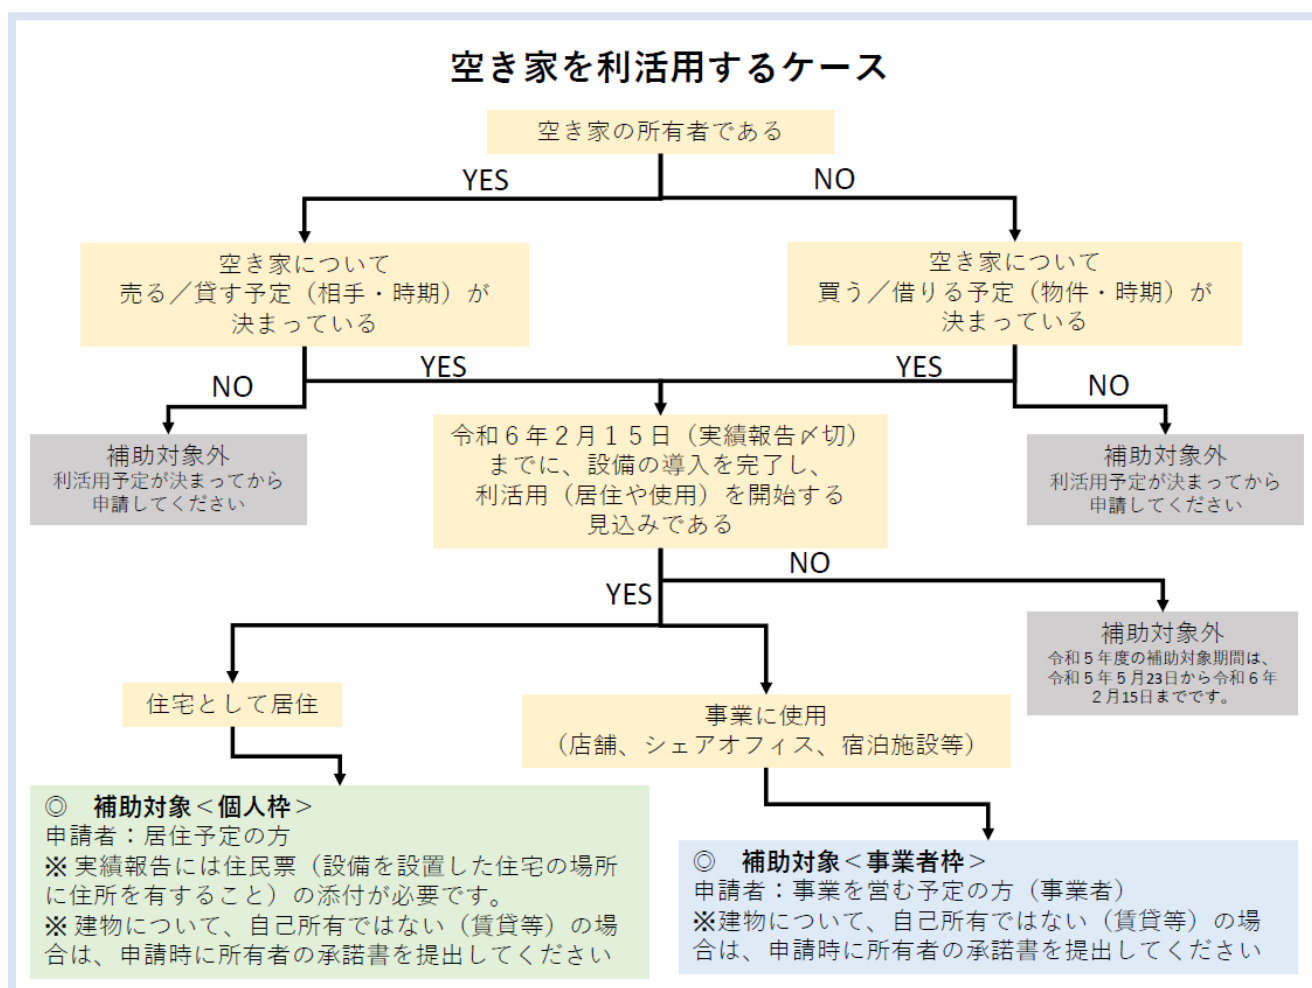 空き家を利活用するケース
空き家の所有者である
YES
NO
空き家について
売る／貸す予定（相手・時期）が
決まっている
空き家について
買う／借りる予定（物件・時期）が
決まっている
NO
YES
YES
NO
補助対象外
利活用予定が決まってから
申請してください
令和６年２月１５日（実績報告〆切）
までに、設備の導入を完了し、
利活用（居住や使用）を開始する
見込みである
補助対象外
利活用予定が決まってから
申請してください
NO
YES
補助対象外
令和５年度の補助対象期間は、
令和５年５月23日から令和６年
２月15日までです。
住宅として居住
事業に使用
（店舗、シェアオフィス、宿泊施設等）
◎　補助対象＜個人枠＞
申請者：居住予定の方
※ 実績報告には住民票（設備を設置した住宅の場所
に住所を有すること）の添付が必要です。
※ 建物について、自己所有ではない（賃貸等）の場
合は、申請時に所有者の承諾書を提出してください
◎　補助対象＜事業者枠＞
申請者：事業を営む予定の方（事業者）
※建物について、自己所有ではない（賃貸等）の場
合は、申請時に所有者の承諾書を提出してください